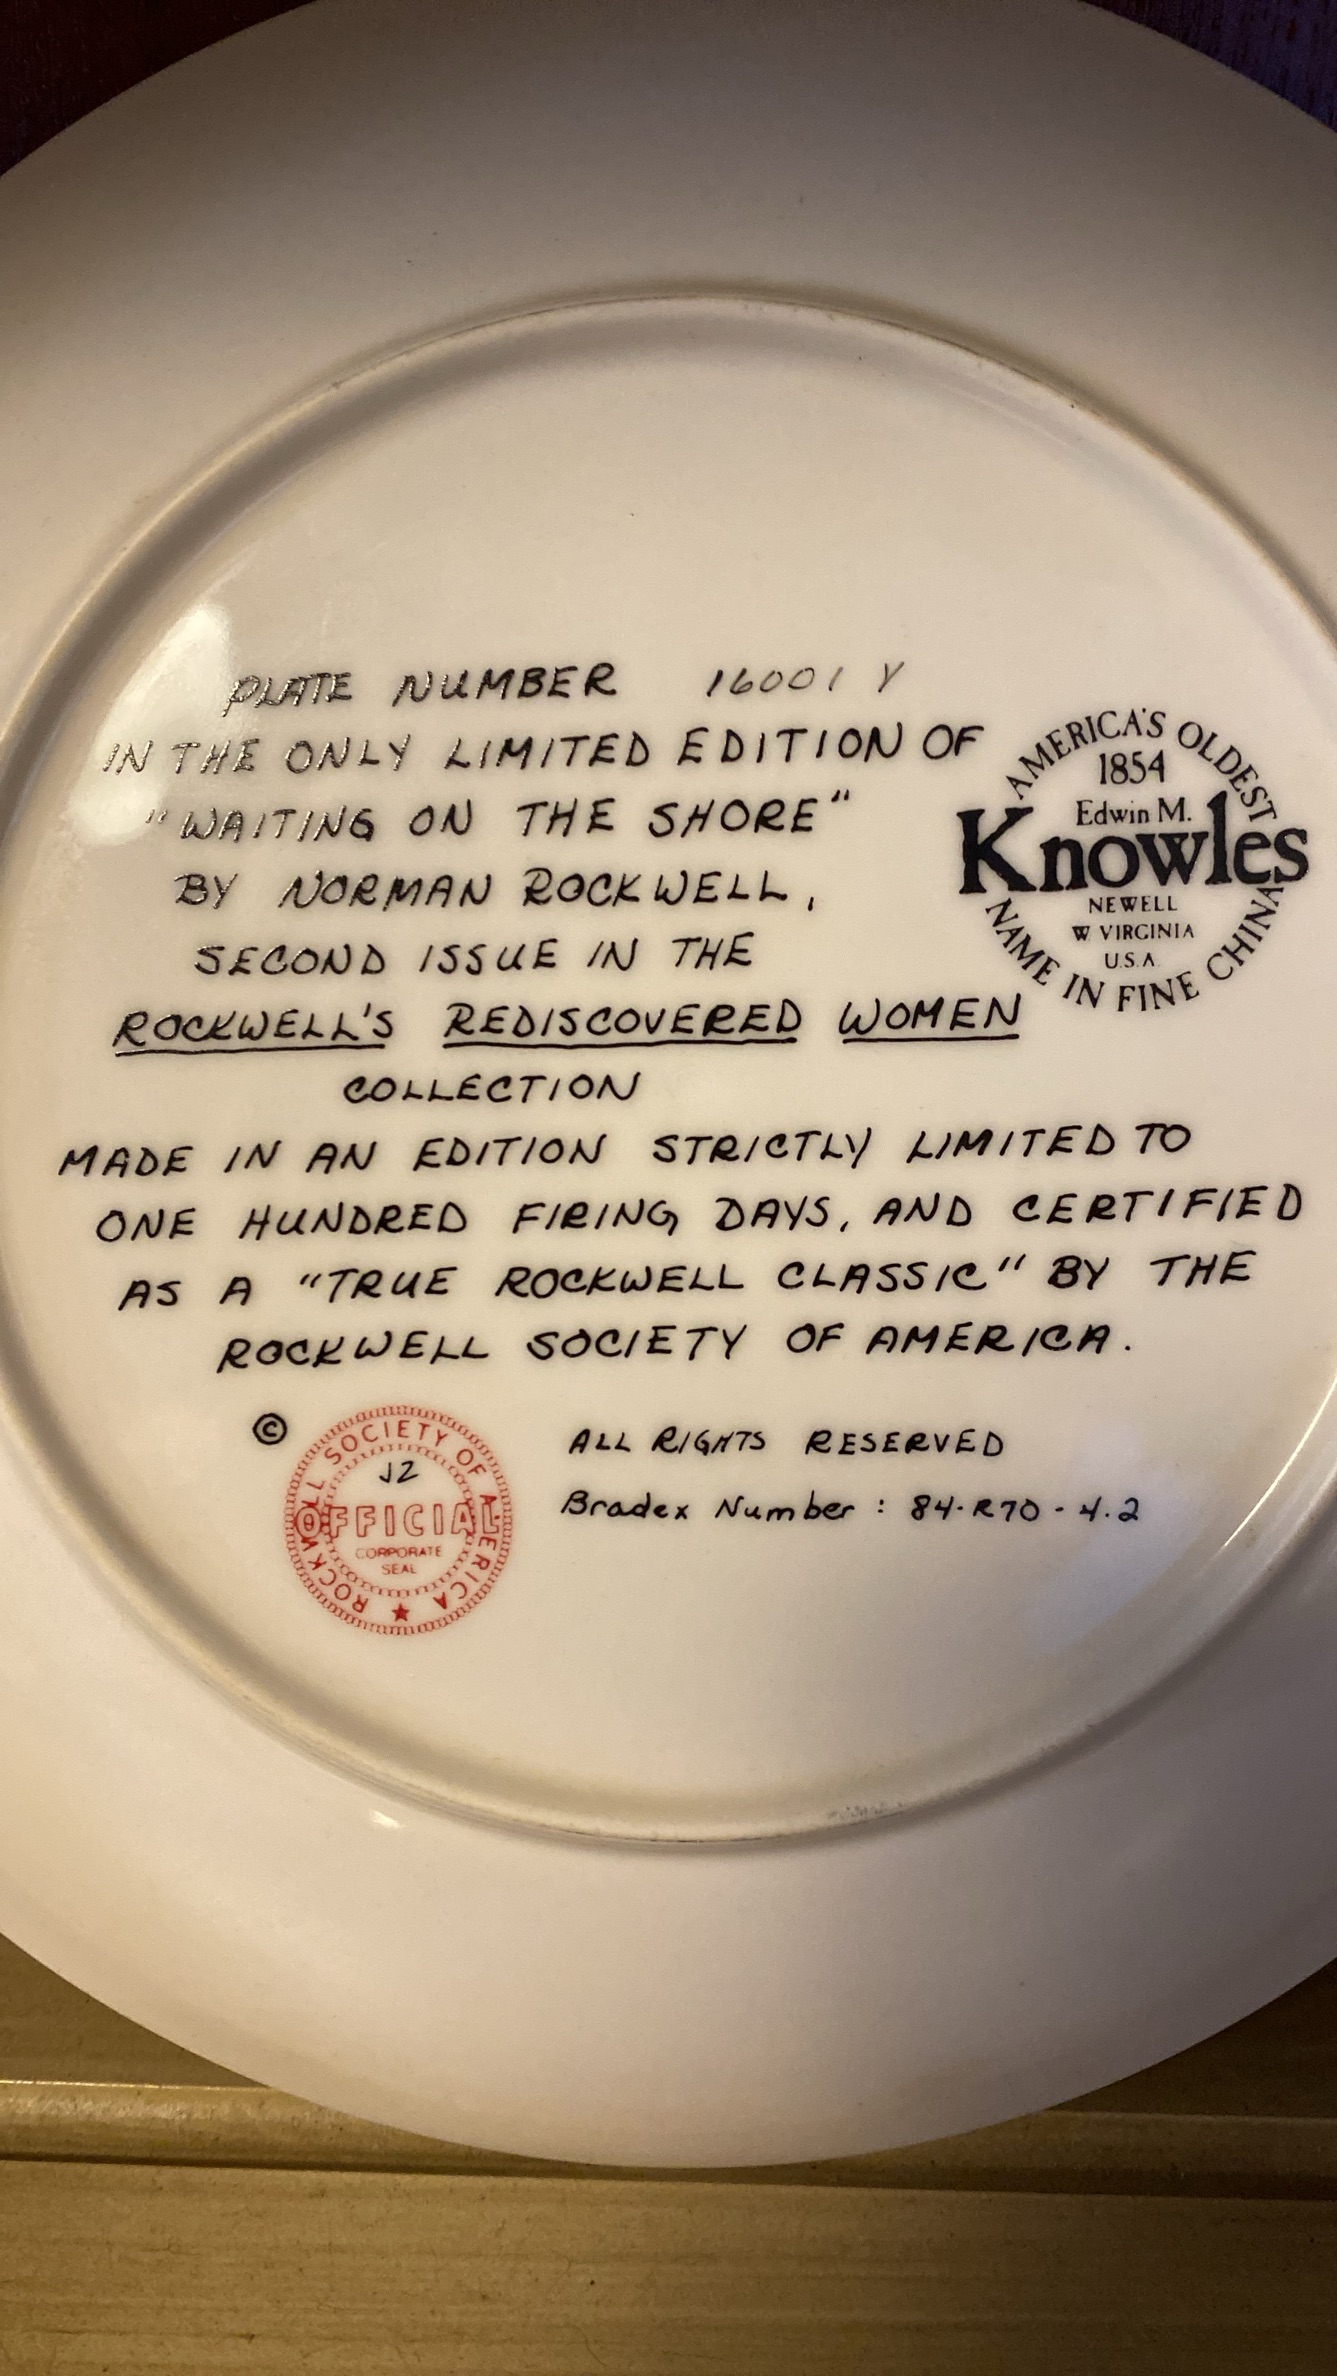 PLATE NUMBER 16001 Y
IN THE ONLY LIMITED EDITION OF
"WAITING ON THE SHORE"
BY NORMAN ROCKWELL,
SECOND ISSUE IN THE
ROCKWELL'S REDISCOVERED WOMEN
COLLECTION
MADE IN AN EDITION STRICTLY LIMITED TO
ONE HUNDRED FIRING DAYS, AND CERTIFIED
AS A "TRUE ROCKWELL CLASSIC" BY THE
ROCKWELL SOCIETY OF AMERICA.
AMERICA'S OLDEST
1854
Edwin M.
Knowles
NEWELL
W VIRGINIA
U.S.A.
NAME IN FINE CHINA
©
ROCKWELL SOCIETY OF AMERICA
J2
OFFICIAL
CORPORATE
SEAL
ALL RIGHTS RESERVED
Bradex Number : 84-R70-4.2